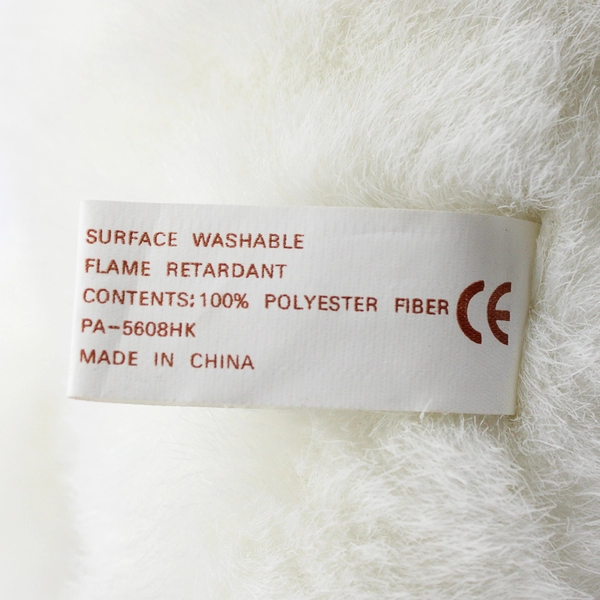 SURFACE WASHABLE
FLAME RETARDANT
CONTENTS:100% POLYESTER FIBER CE
PA-5608HK
MADE IN CHINA